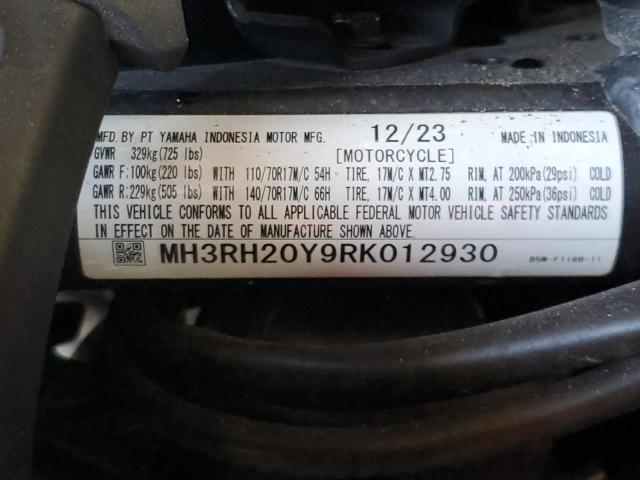 MFD. BY PT YAMAHA INDONESIA MOTOR MFG. 12/23 MADE IN INDONESIA
GVWR 329kg(725 lbs) [MOTORCYCLE]
GAWR F:100kg(220 lbs) WITH 110/70R17M/C 54H TIRE, 17M/C X MT2.75 RIM, AT 200kPa(29psi) COLD
GAWR R:229kg(505 lbs) WITH 140/70R17M/C 66H TIRE, 17M/C X MT4.00 RIM, AT 250kPa(36psi) COLD
THIS VEHICLE CONFORMS TO ALL APPLICABLE FEDERAL MOTOR VEHICLE SAFETY STANDARDS
IN EFFECT ON THE DATE OF MANUFACTURE SHOWN ABOVE.
MH3RH20Y9RK012930 B5W-F118B-11